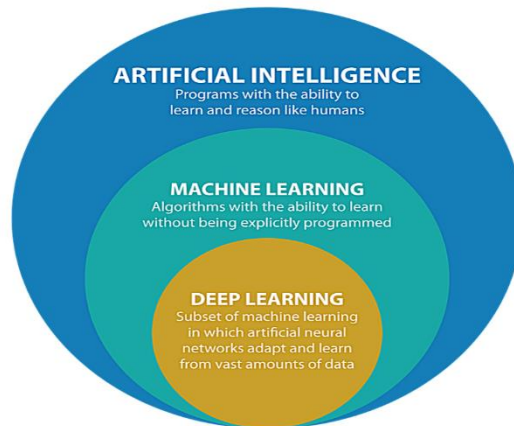 ARTIFICIAL INTELLIGENCE
Programs with the ability to
learn and reason like humans
MACHINE LEARNING
Algorithms with the ability to learn
without being explicitly programmed
DEEP LEARNING
Subset of machine learning
in which artificial neural
networks adapt and learn
from vast amounts of data